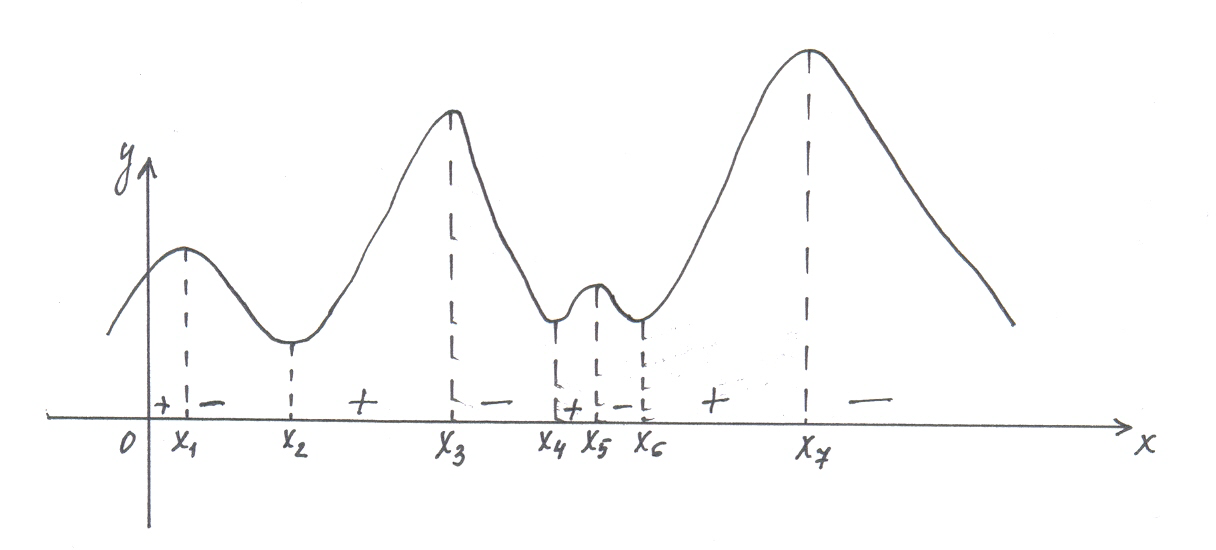 y
+ − + − + − + −
0 x₁ x₂ x₃ x₄ x₅ x₆ x₇ x